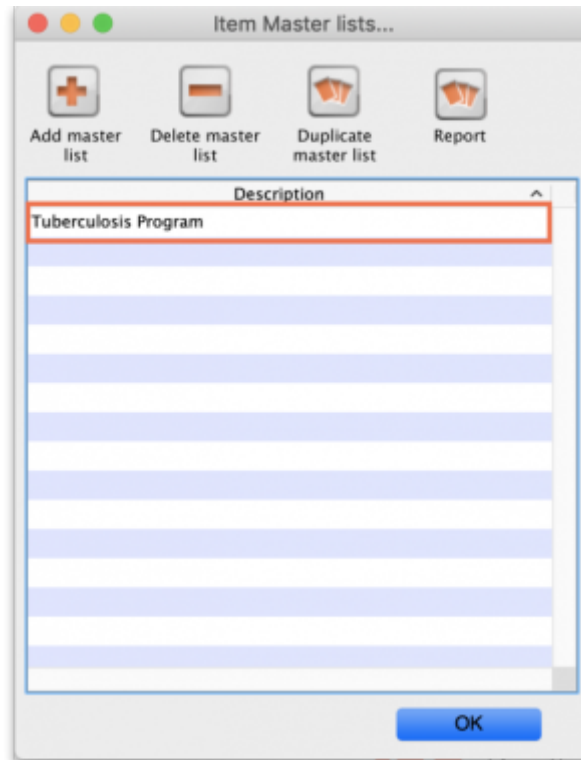 Item Master lists...
Add master list
Delete master list
Duplicate master list
Report
Description
Tuberculosis Program
OK